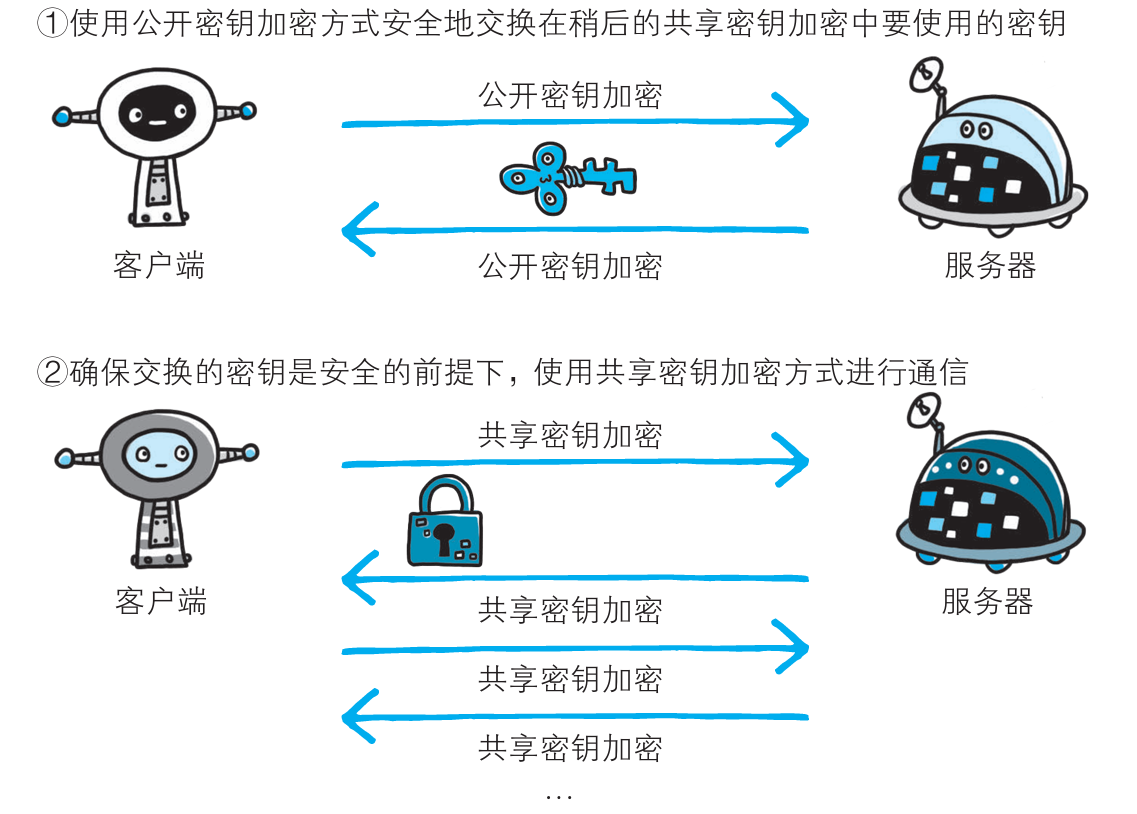 ①使用公开密钥加密方式安全地交换在稍后的共享密钥加密中要使用的密钥
公开密钥加密
客户端
公开密钥加密
服务器
②确保交换的密钥是安全的前提下，使用共享密钥加密方式进行通信
共享密钥加密
客户端
共享密钥加密
服务器
共享密钥加密
共享密钥加密
…